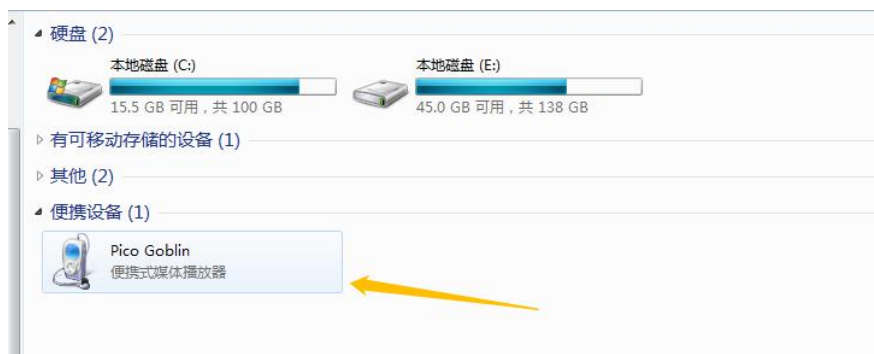 硬盘 (2)
本地磁盘 (C:)
15.5 GB 可用，共 100 GB
本地磁盘 (E:)
45.0 GB 可用，共 138 GB
有可移动存储的设备 (1)
其他 (2)
便携设备 (1)
Pico Goblin
便携式媒体播放器